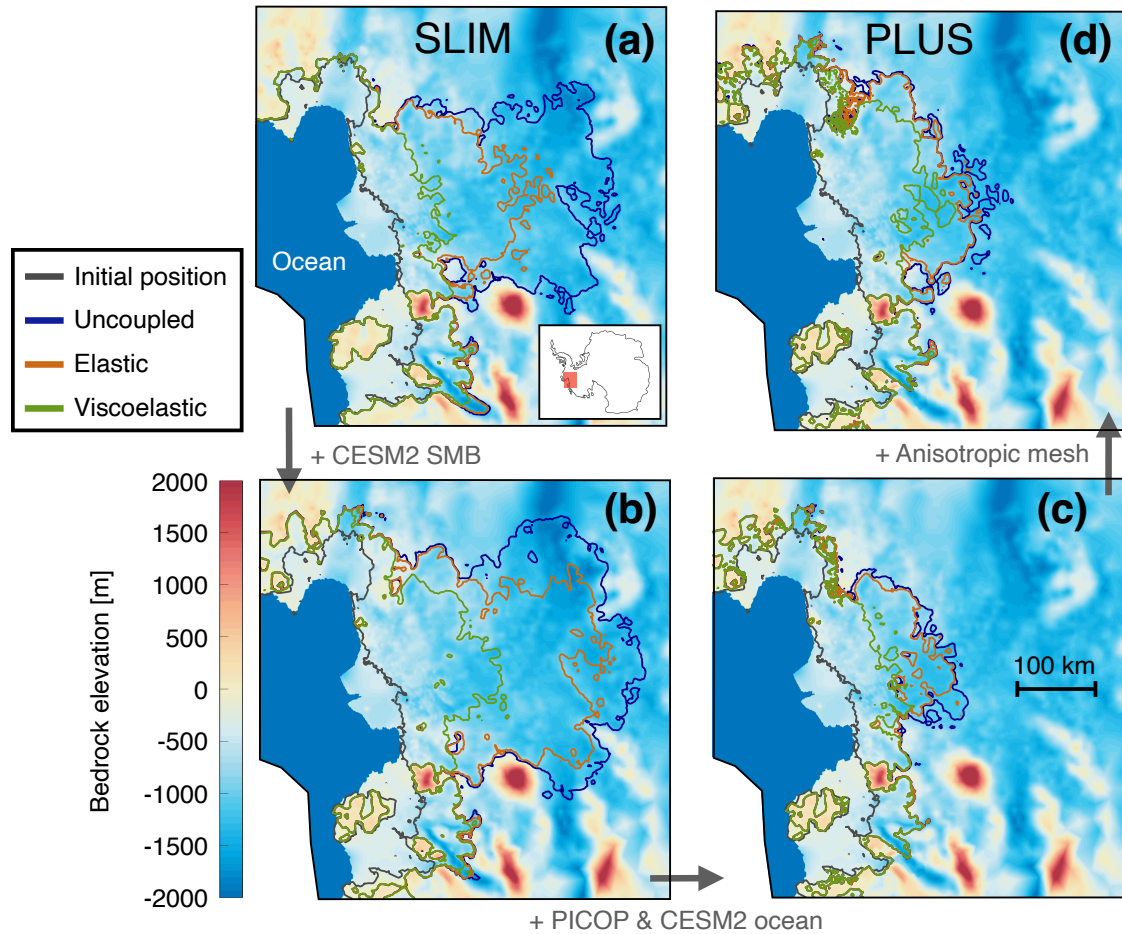 SLIM
(a)
PLUS
(d)
Ocean
Initial position
Uncoupled
Elastic
Viscoelastic
+ CESM2 SMB
+ Anisotropic mesh
(b)
(c)
Bedrock elevation [m]
2000
1500
1000
500
0
-500
-1000
-1500
-2000
100 km
+ PICOP & CESM2 ocean